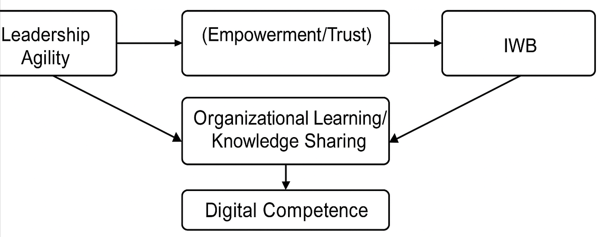 Leadership
Agility
(Empowerment/Trust)
IWB
Organizational Learning/
Knowledge Sharing
Digital Competence